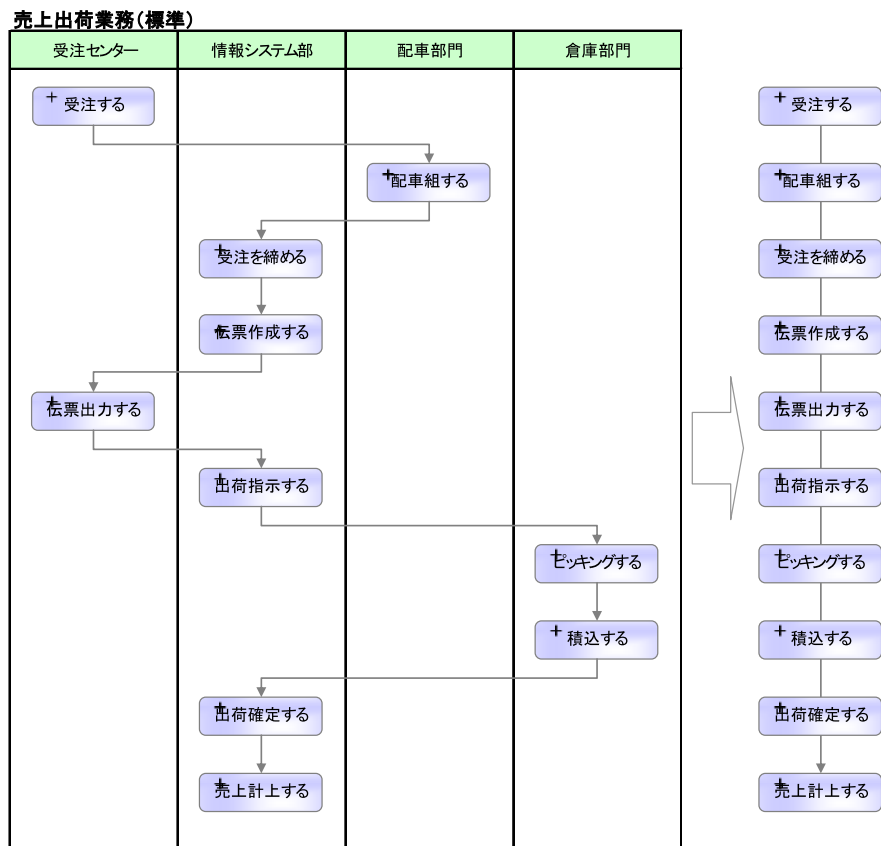 売上出荷業務(標準)
受注センター 情報システム部 配車部門 倉庫部門
受注する 受注する
配車組する 配車組する
受注を締める 受注を締める
伝票作成する 伝票作成する
伝票出力する 伝票出力する
出荷指示する 出荷指示する
ピッキングする ピッキングする
積込する 積込する
出荷確定する 出荷確定する
売上計上する 売上計上する